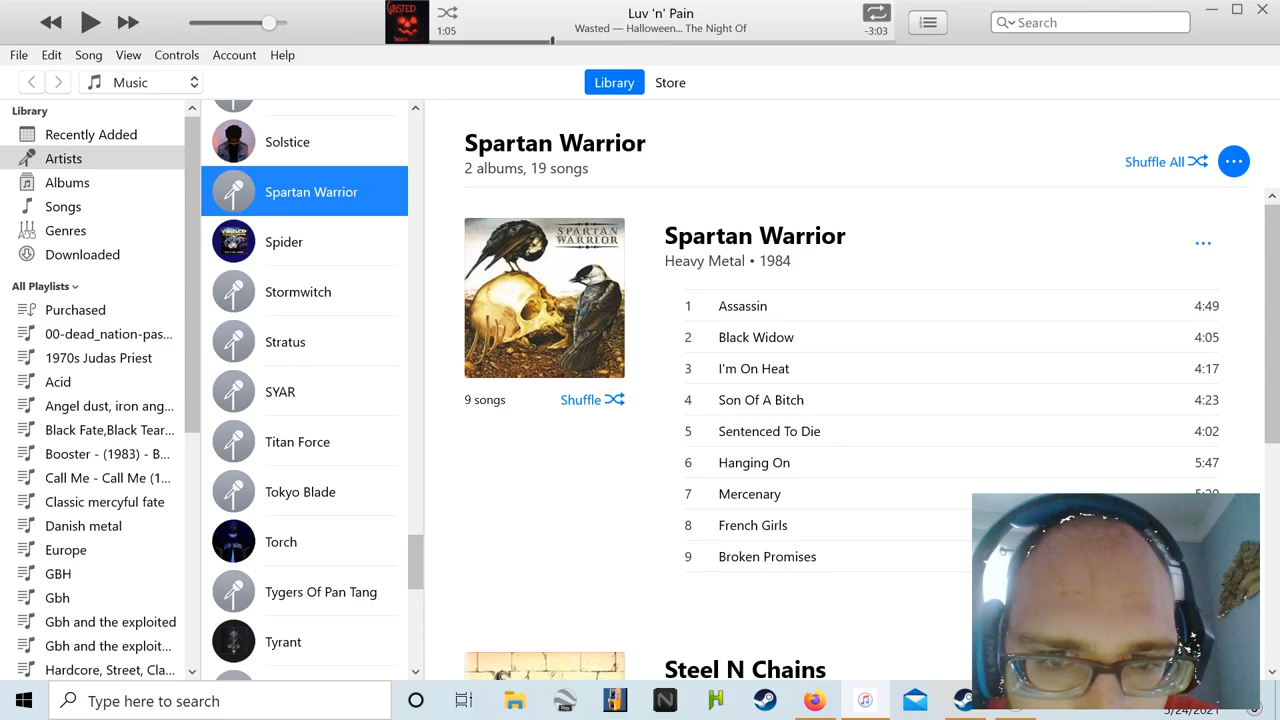 WASTED
1:05
Luv 'n' Pain
Wasted — Halloween... The Night Of
-3:03
Search
File
Edit
Song
View
Controls
Account
Help
Music
Library
Store
Library
Recently Added
Artists
Albums
Songs
Genres
Downloaded
All Playlists
Purchased
00-dead_nation-pas...
1970s Judas Priest
Acid
Angel dust, iron ang...
Black Fate,Black Tear...
Booster - (1983) - B...
Call Me - Call Me (1...
Classic mercyful fate
Danish metal
Europe
GBH
Gbh
Gbh and the exploited
Gbh and the exploit...
Hardcore, Street, Cla...
Solstice
Spartan Warrior
Spider
Stormwitch
Stratus
SYAR
Titan Force
Tokyo Blade
Torch
Tygers Of Pan Tang
Tyrant
Spartan Warrior
2 albums, 19 songs
Shuffle All
SPARTAN
WARRIOR
9 songs
Shuffle
Spartan Warrior
Heavy Metal • 1984
1 Assassin 4:49
2 Black Widow 4:05
3 I'm On Heat 4:17
4 Son Of A Bitch 4:23
5 Sentenced To Die 4:02
6 Hanging On 5:47
7 Mercenary
8 French Girls
9 Broken Promises
Steel N Chains
Type here to search
Pro
N
H
5/24/2021